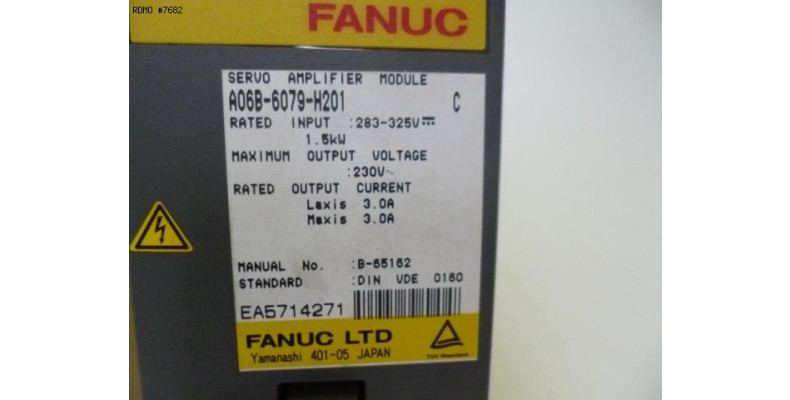 RDMO #7682
FANUC
SERVO AMPLIFIER MODULE
A06B-6079-H201 C
RATED INPUT :283-325V⎓
1.5kW
MAXIMUM OUTPUT VOLTAGE
:230V~
RATED OUTPUT CURRENT
Laxis 3.0A
Maxis 3.0A
MANUAL No. :B-65162
STANDARD :DIN VDE 0160
EA5714271
FANUC LTD
Yamanashi 401-05 JAPAN
TÜV Rheinland